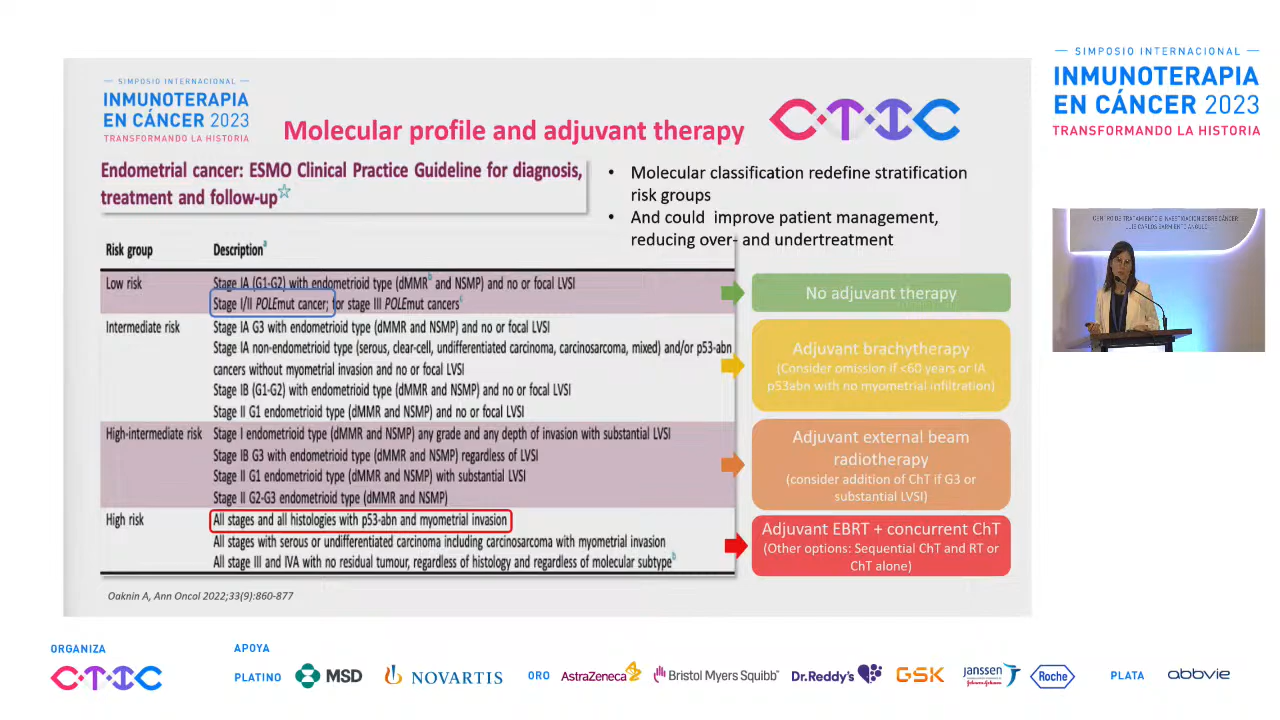 SIMPOSIO INTERNACIONAL
INMUNOTERAPIA
EN CÁNCER 2023
TRANSFORMANDO LA HISTORIA
Molecular profile and adjuvant therapy
CTIC
Endometrial cancer: ESMO Clinical Practice Guideline for diagnosis,
treatment and follow-up☆
• Molecular classification redefine stratification
risk groups
• And could improve patient management,
reducing over- and undertreatment
Risk group Description a
Low risk Stage IA (G1-G2) with endometrioid type (dMMR b and NSMP) and no or focal LVSI
Stage I/II POLEmut cancer; for stage III POLEmut cancers c
No adjuvant therapy
Intermediate risk Stage IA G3 with endometrioid type (dMMR and NSMP) and no or focal LVSI
Stage IA non-endometrioid type (serous, clear-cell, undifferentiated carcinoma, carcinosarcoma, mixed) and/or p53-abn
cancers without myometrial invasion and no or focal LVSI
Stage IB (G1-G2) with endometrioid type (dMMR and NSMP) and no or focal LVSI
Stage II G1 endometrioid type (dMMR and NSMP) and no or focal LVSI
Adjuvant brachytherapy
(Consider omission if <60 years or IA
p53abn with no myometrial infiltration)
High-intermediate risk Stage I endometrioid type (dMMR and NSMP) any grade and any depth of invasion with substantial LVSI
Stage IB G3 with endometrioid type (dMMR and NSMP) regardless of LVSI
Stage II G1 endometrioid type (dMMR and NSMP) with substantial LVSI
Stage II G2-G3 endometrioid type (dMMR and NSMP)
Adjuvant external beam
radiotherapy
(consider addition of ChT if G3 or
substantial LVSI)
High risk All stages and all histologies with p53-abn and myometrial invasion
All stages with serous or undifferentiated carcinoma including carcinosarcoma with myometrial invasion
All stage III and IVA with no residual tumour, regardless of histology and regardless of molecular subtype b
Adjuvant EBRT + concurrent ChT
(Other options: Sequential ChT and RT or
ChT alone)
Oaknin A, Ann Oncol 2022;33(9):860-877
SIMPOSIO INTERNACIONAL
INMUNOTERAPIA
EN CÁNCER 2023
TRANSFORMANDO LA HISTORIA
CENTRO DE TRATAMIENTO E INVESTIGACIÓN SOBRE CÁNCER
LUIS CARLOS SARMIENTO ANGULO
ORGANIZA
CTIC
APOYA
PLATINO MSD NOVARTIS ORO AstraZeneca Bristol Myers Squibb™ Dr.Reddy's GSK Janssen Roche PLATA abbvie